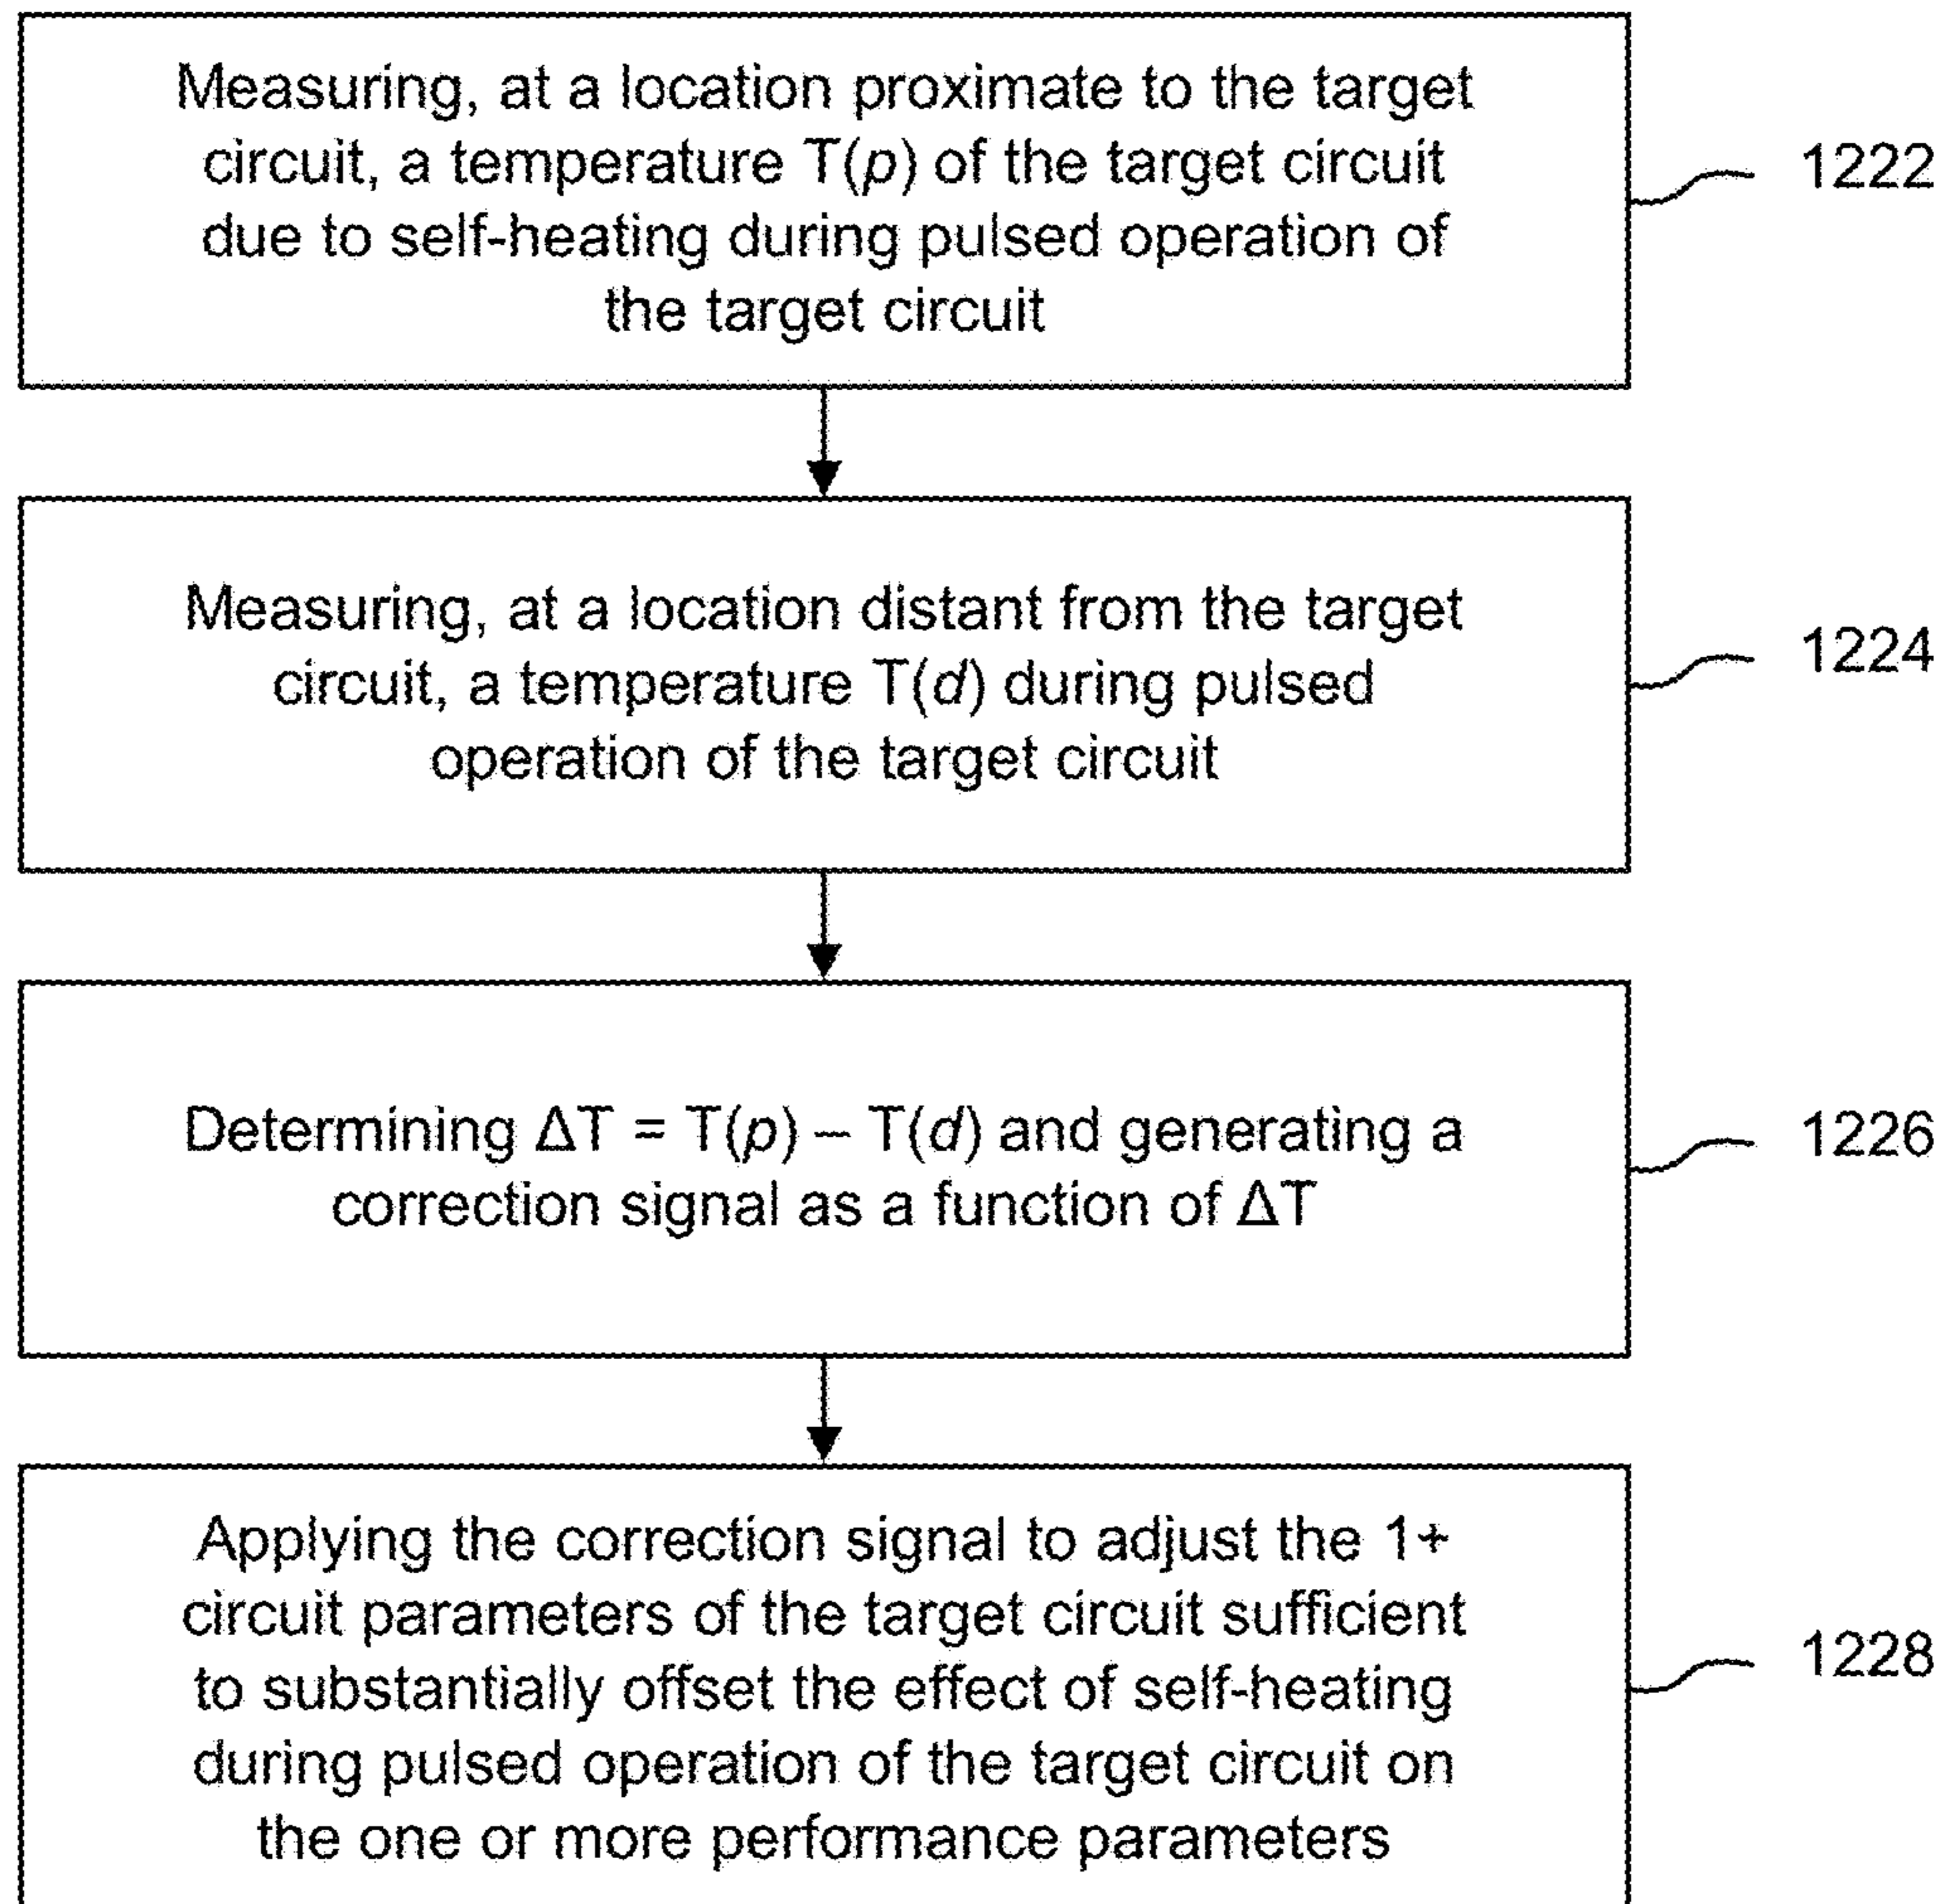 Measuring, at a location proximate to the target
circuit, a temperature T(p) of the target circuit
due to self-heating during pulsed operation of
the target circuit
1222
Measuring, at a location distant from the target
circuit, a temperature T(d) during pulsed
operation of the target circuit
1224
Determining ΔT = T(p) – T(d) and generating a
correction signal as a function of ΔT
1226
Applying the correction signal to adjust the 1+
circuit parameters of the target circuit sufficient
to substantially offset the effect of self-heating
during pulsed operation of the target circuit on
the one or more performance parameters
1228